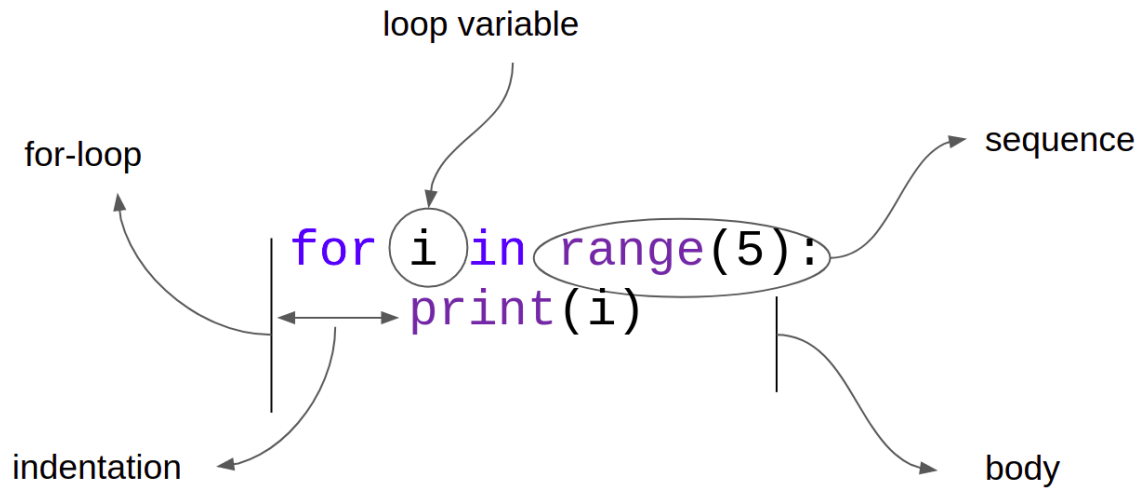 loop variable
sequence
for-loop
for i in range(5):
print(i)
indentation
body